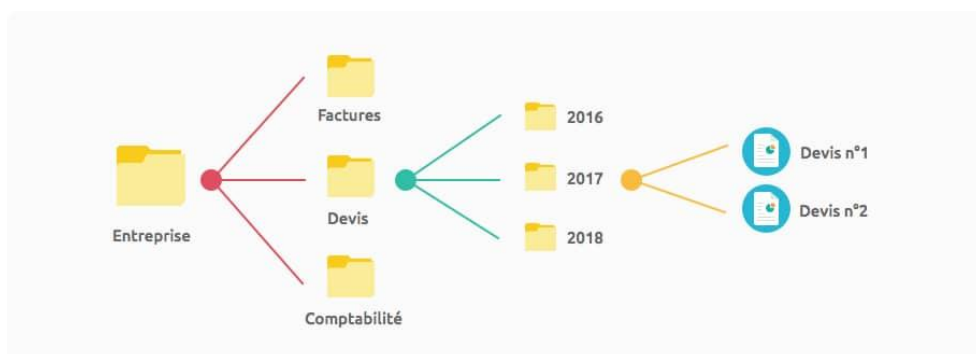 Entreprise
Factures
Devis
Comptabilité
2016
2017
2018
Devis n°1
Devis n°2